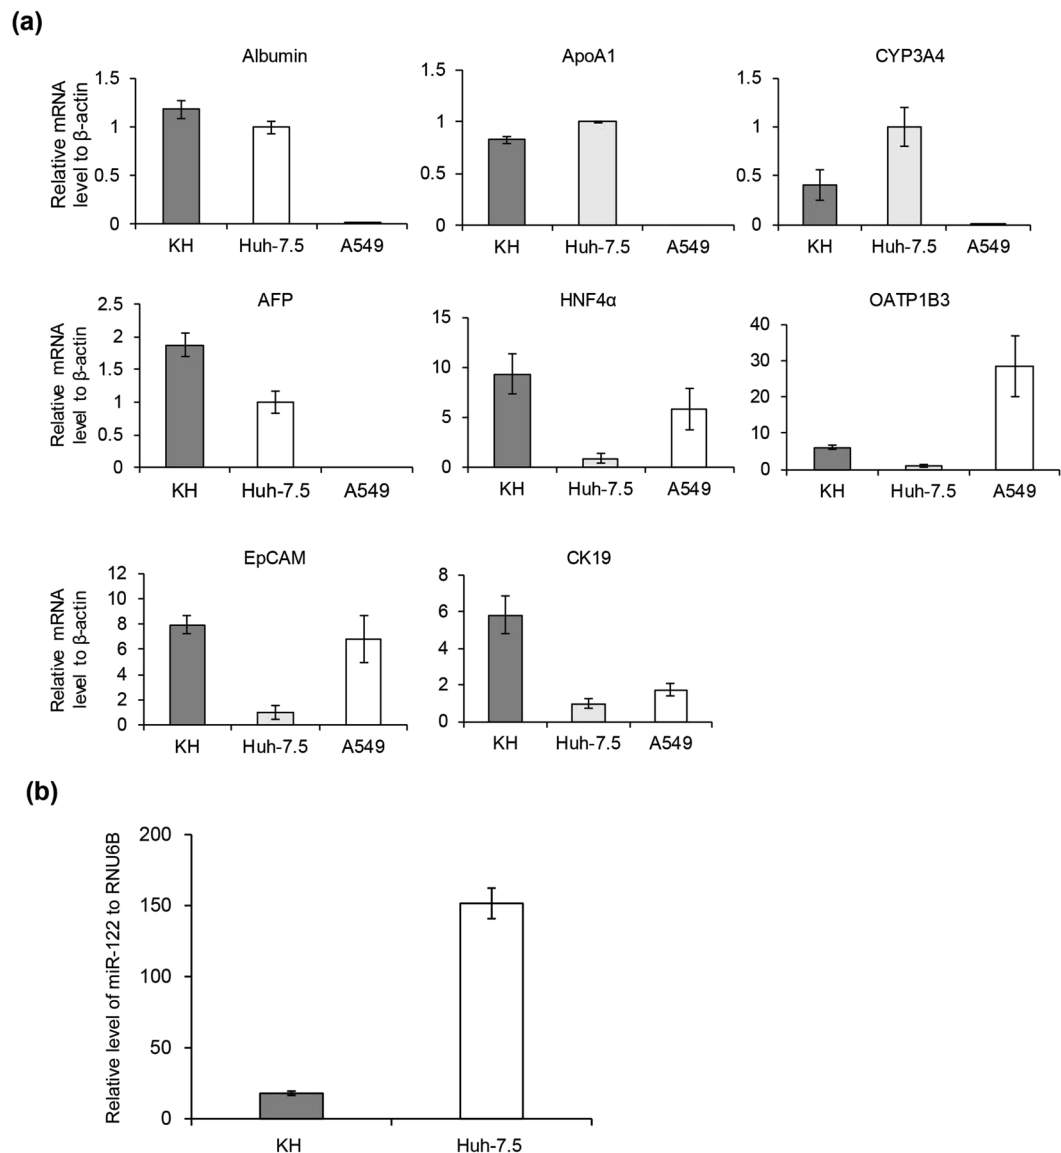 (a)
Albumin
Relative mRNA
level to β-actin
1.5
1
0.5
0
KH Huh-7.5 A549
ApoA1
1.5
1
0.5
0
KH Huh-7.5 A549
CYP3A4
1.5
1
0.5
0
KH Huh-7.5 A549
AFP
Relative mRNA
level to β-actin
2.5
2
1.5
1
0.5
0
KH Huh-7.5 A549
HNF4α
15
10
5
0
KH Huh-7.5 A549
OATP1B3
40
30
20
10
0
KH Huh-7.5 A549
EpCAM
Relative mRNA
level to β-actin
12
10
8
6
4
2
0
KH Huh-7.5 A549
CK19
8
6
4
2
0
KH Huh-7.5 A549
(b)
Relative level of miR-122 to RNU6B
200
150
100
50
0
KH Huh-7.5